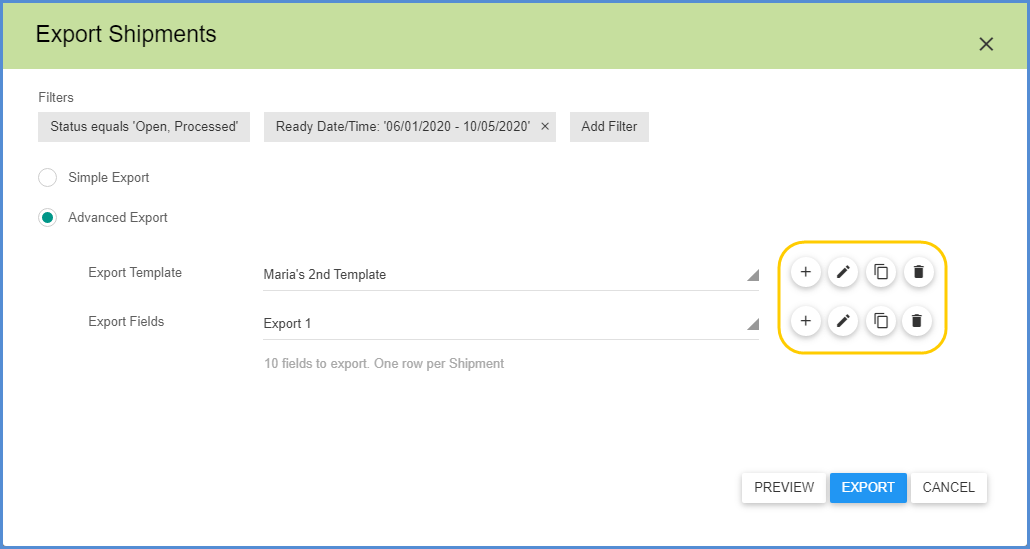 Export Shipments
Filters
Status equals 'Open, Processed' Ready Date/Time: '06/01/2020 - 10/05/2020' × Add Filter
Simple Export
Advanced Export
Export Template Maria's 2nd Template
Export Fields Export 1
10 fields to export. One row per Shipment
PREVIEW EXPORT CANCEL